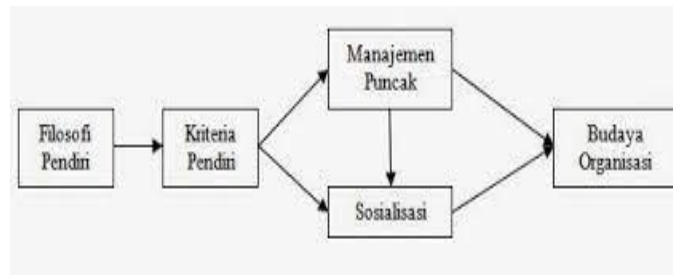 Filosofi
Pendiri
Kriteria
Pendiri
Manajemen
Puncak
Sosialisasi
Budaya
Organisasi